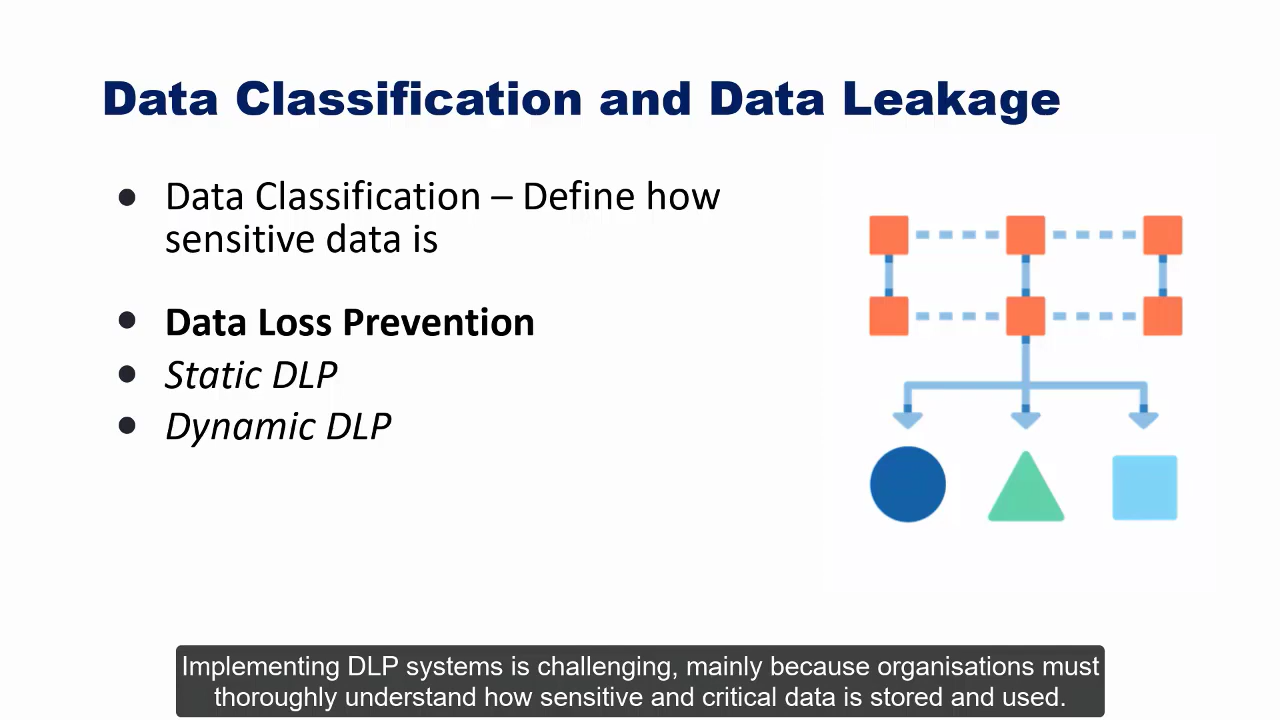 Data Classification and Data Leakage
● Data Classification – Define how
sensitive data is
● Data Loss Prevention
● Static DLP
● Dynamic DLP
Implementing DLP systems is challenging, mainly because organisations must
thoroughly understand how sensitive and critical data is stored and used.